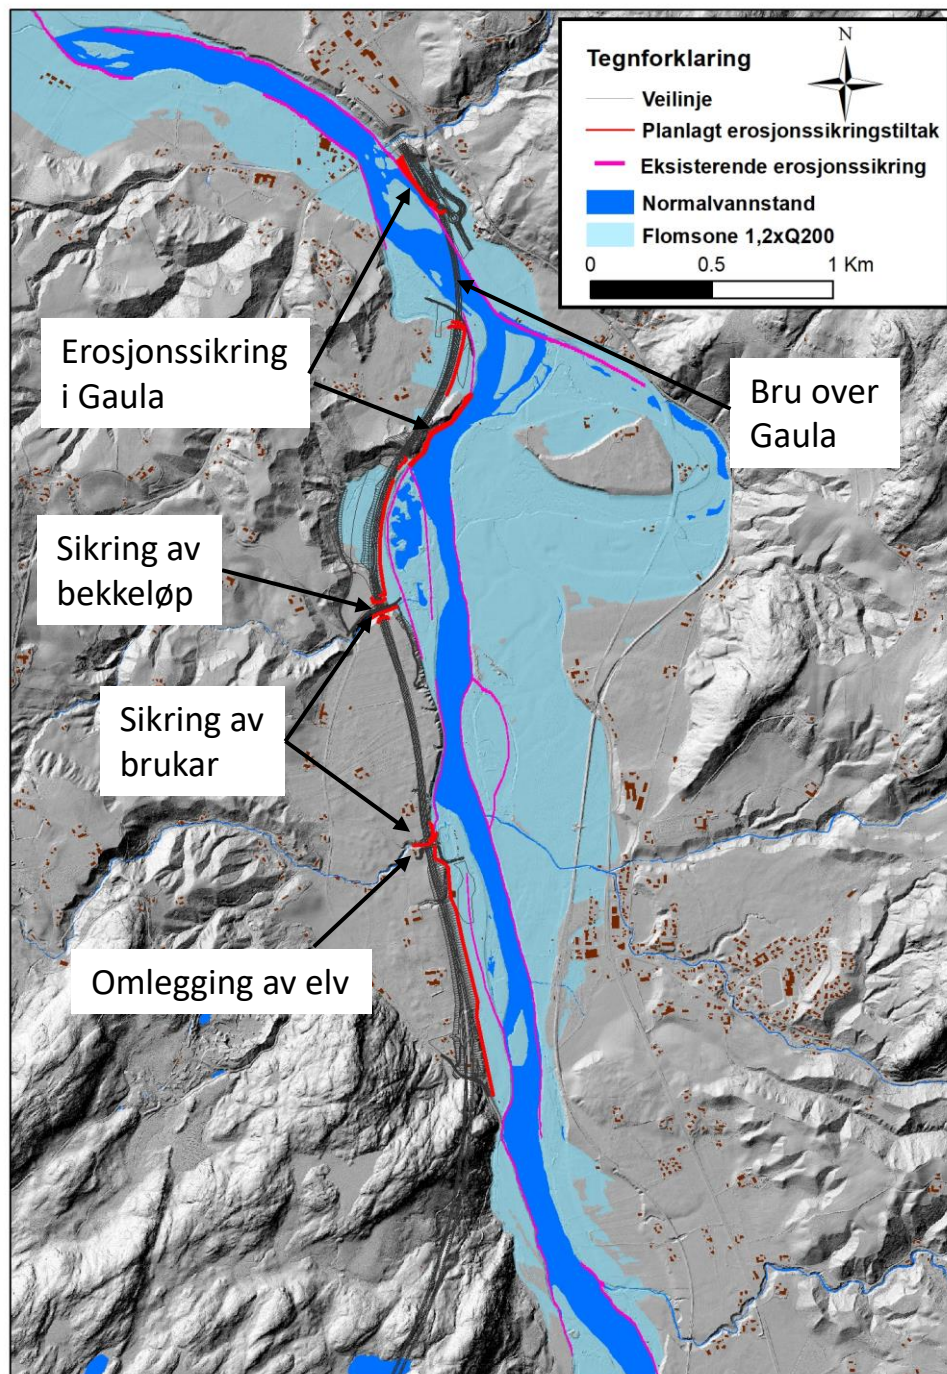 Tegnforklaring
N
Veilinje
Planlagt erosjonssikringstiltak
Eksisterende erosjonssikring
Normalvannstand
Flomsone 1,2xQ200
0 0.5 1 Km
Erosjonssikring
i Gaula
Bru over
Gaula
Sikring av
bekkeløp
Sikring av
brukar
Omlegging av elv